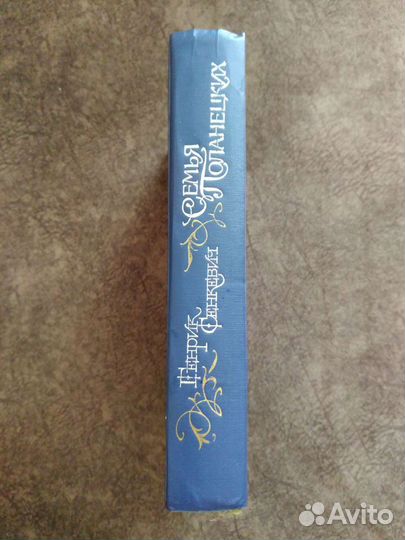 Генрик
Сенкевич
Семья
Поланецких
Avito